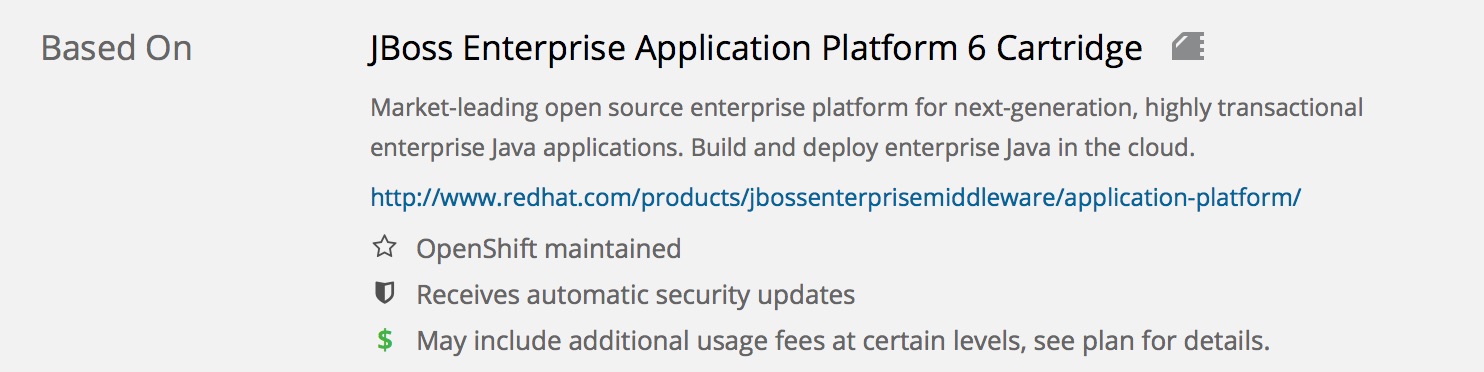 Based On
JBoss Enterprise Application Platform 6 Cartridge
Market-leading open source enterprise platform for next-generation, highly transactional
enterprise Java applications. Build and deploy enterprise Java in the cloud.
http://www.redhat.com/products/jbossenterprisemiddleware/application-platform/
OpenShift maintained
Receives automatic security updates
$ May include additional usage fees at certain levels, see plan for details.